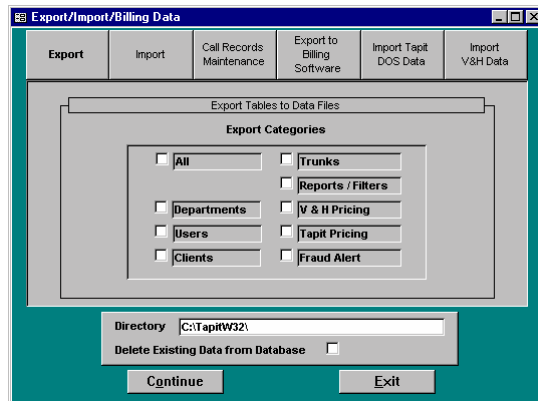 Export/Import/Billing Data
Export
Import
Call Records
Maintenance
Export to
Billing
Software
Import Tapit
DOS Data
Import
V&H Data
Export Tables to Data Files
Export Categories
All
Trunks
Reports / Filters
Departments
V & H Pricing
Users
Tapit Pricing
Clients
Fraud Alert
Directory C:\TapitW32\
Delete Existing Data from Database
Continue
Exit